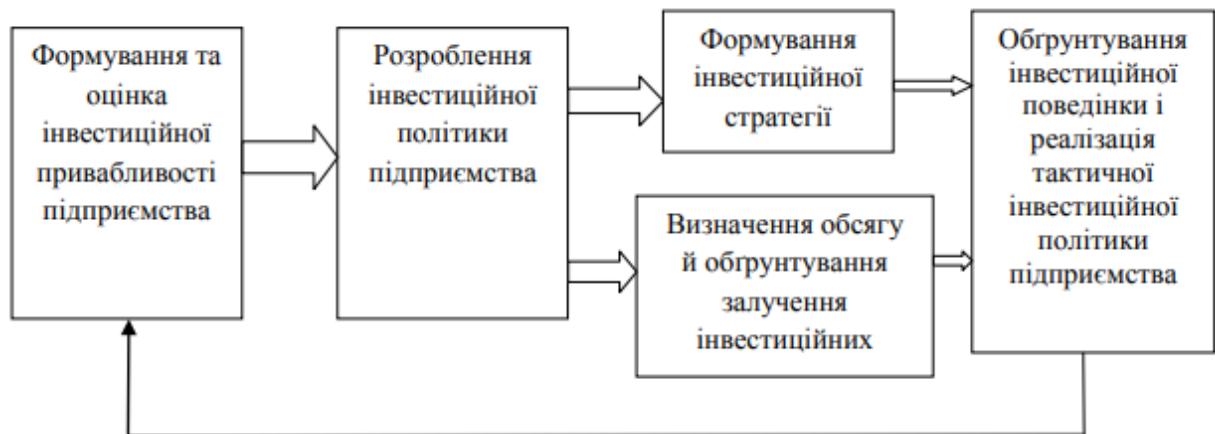 Формування та
оцінка
інвестиційної
привабливості
підприємства
Розроблення
інвестиційної
політики
підприємства
Формування
інвестиційної
стратегії
Визначення обсягу
й обґрунтування
залучення
інвестиційних
Обґрунтування
інвестиційної
поведінки і
реалізація
тактичної
інвестиційної
політики
підприємства